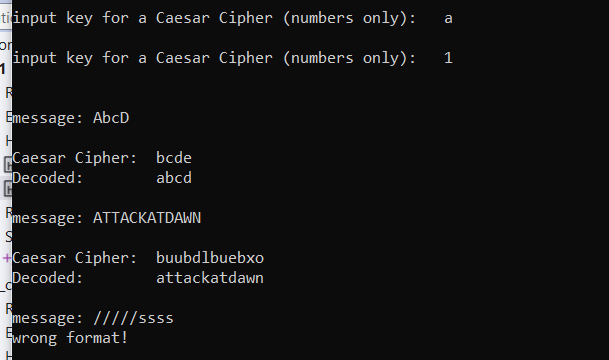 input key for a Caesar Cipher (numbers only):   a
input key for a Caesar Cipher (numbers only):   1
message: AbcD
Caesar Cipher:  bcde
Decoded:        abcd
message: ATTACKATDAWN
Caesar Cipher:  buubdlbuebxo
Decoded:        attackatdawn
message: /////ssss
wrong format!